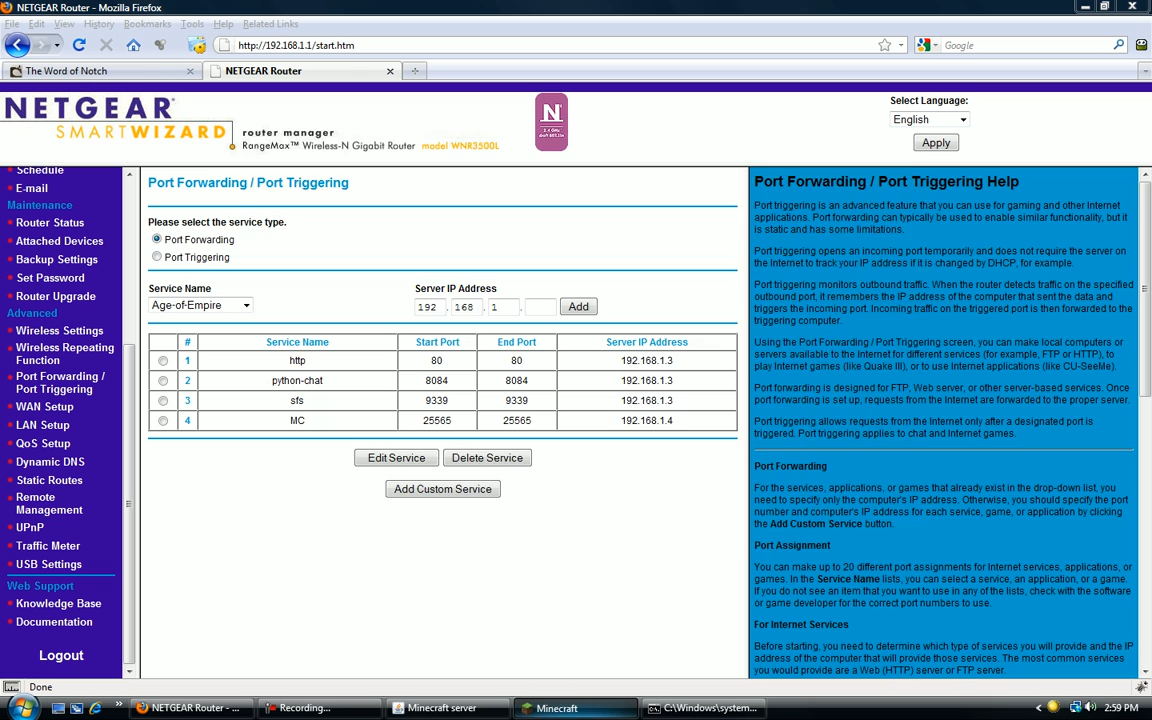 NETGEAR Router - Mozilla Firefox
File Edit View History Bookmarks Tools Help Related Links
http://192.168.1.1/start.htm
Google
The Word of Notch
NETGEAR Router
NETGEAR
SMARTWIZARD
router manager
RangeMax™ Wireless-N Gigabit Router model WNR3500L
N
Select Language:
English
Apply
Schedule
E-mail
Maintenance
Router Status
Attached Devices
Backup Settings
Set Password
Router Upgrade
Advanced
Wireless Settings
Wireless Repeating
Function
Port Forwarding /
Port Triggering
WAN Setup
LAN Setup
QoS Setup
Dynamic DNS
Static Routes
Remote
Management
UPnP
Traffic Meter
USB Settings
Web Support
Knowledge Base
Documentation
Logout
Port Forwarding / Port Triggering
Please select the service type.
Port Forwarding
Port Triggering
Service Name Server IP Address
Age-of-Empire 192 . 168 . 1 . Add
# Service Name Start Port End Port Server IP Address
1 http 80 80 192.168.1.3
2 python-chat 8084 8084 192.168.1.3
3 sfs 9339 9339 192.168.1.3
4 MC 25565 25565 192.168.1.4
Edit Service Delete Service
Add Custom Service
Port Forwarding / Port Triggering Help
Port triggering is an advanced feature that you can use for gaming and other Internet
applications. Port forwarding can typically be used to enable similar functionality, but it
is static and has some limitations.
Port triggering opens an incoming port temporarily and does not require the server on
the Internet to track your IP address if it is changed by DHCP, for example.
Port triggering monitors outbound traffic. When the router detects traffic on the specified
outbound port, it remembers the IP address of the computer that sent the data and
triggers the incoming port. Incoming traffic on the triggered port is then forwarded to the
triggering computer.
Using the Port Forwarding / Port Triggering screen, you can make local computers or
servers available to the Internet for different services (for example, FTP or HTTP), to
play Internet games (like Quake III), or to use Internet applications (like CU-SeeMe).
Port forwarding is designed for FTP, Web server, or other server-based services. Once
port forwarding is set up, requests from the Internet are forwarded to the proper server.
Port triggering allows requests from the Internet only after a designated port is
triggered. Port triggering applies to chat and Internet games.
Port Forwarding
For the services, applications, or games that already exist in the drop-down list, you
need to specify only the computer's IP address. Otherwise, you should specify the port
number and computer's IP address for each service, game, or application by clicking
the Add Custom Service button.
Port Assignment
You can make up to 20 different port assignments for Internet services, applications, or
games. In the Service Name lists, you can select a service, an application, or a game.
If you do not see an item that you want to use in any of the lists, check with the software
or game developer for the correct port numbers to use.
For Internet Services
Before starting, you need to determine which type of services you will provide and the IP
address of the computer that will provide those services. The most common services
you would provide are a Web (HTTP) server or FTP server.
Done
NETGEAR Router - ... Recording... Minecraft server Minecraft C:\Windows\system... 2:59 PM